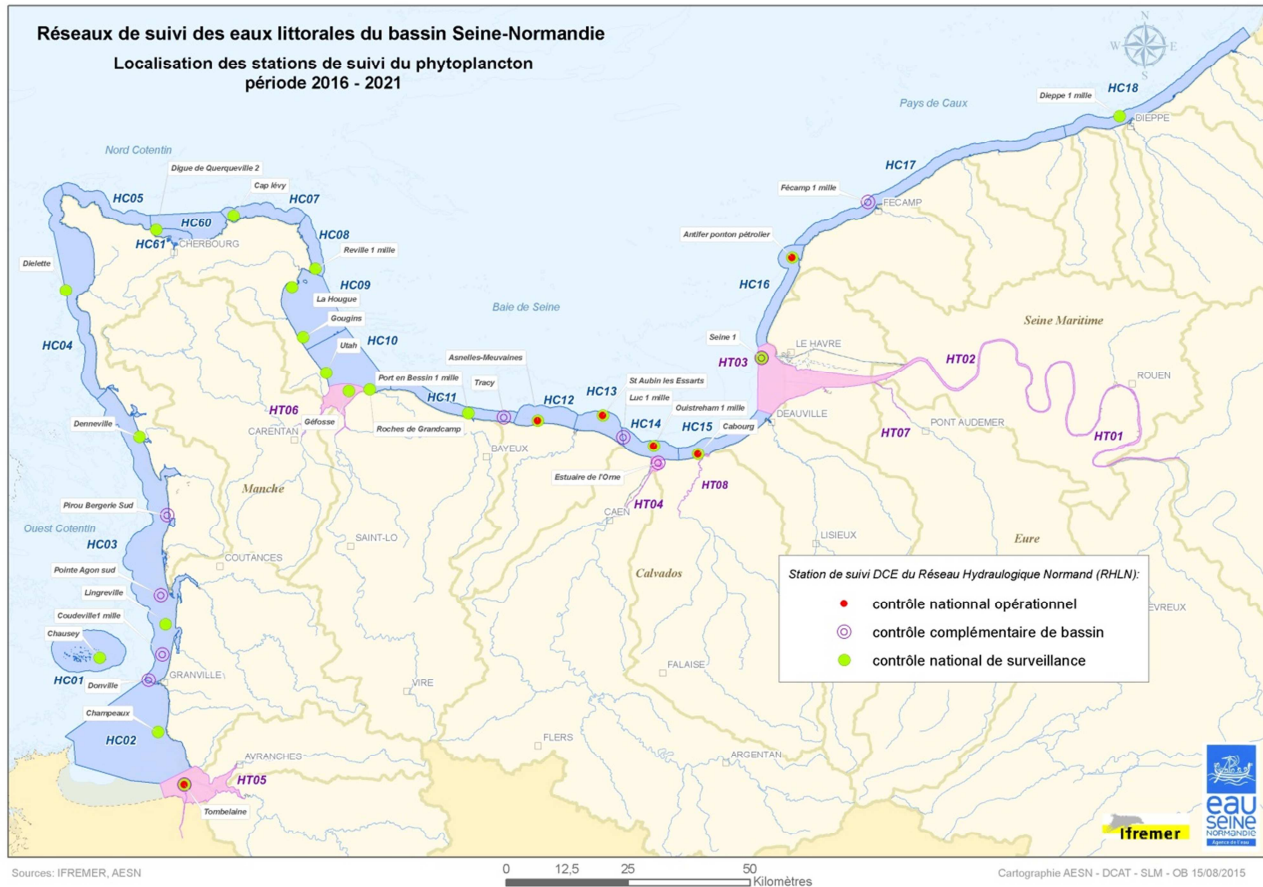 Réseaux de suivi des eaux littorales du bassin Seine-Normandie
Localisation des stations de suivi du phytoplancton
période 2016 - 2021
N
W
E
S
Pays de Caux
Dieppe 1 mille
HC18
DIEPPE
HC17
Fécamp 1 mille
FECAMP
Antifer ponton pétrolier
HC16
Nord Cotentin
Digue de Querqueville 2
Cap lévy
HC07
HC05
HC60
HC61
CHERBOURG
HC08
Reville 1 mille
Dielette
HC09
La Hougue
Gougins
HC10
Utah
HC04
Baie de Seine
Seine Maritime
Seine 1
LE HAVRE
HT03
HT02
ROUEN
HT01
DEAUVILLE
HT07
PONT AUDEMER
Asnelles-Meuvaines
Tracy
Port en Bessin 1 mille
HC11
HC12
HC13
St Aubin les Essarts
Luc 1 mille
Ouistreham 1 mille
HC14
HC15
Cabourg
HT06
Géfosse
Roches de Grandcamp
CARENTAN
BAYEUX
Denneville
Estuaire de l'Orne
HT04
HT08
CAEN
Manche
Pirou Bergerie Sud
Ouest Cotentin
HC03
SAINT-LO
COUTANCES
Calvados
LISIEUX
Eure
EVREUX
Pointe Agon sud
Lingreville
Coudeville1 mille
Chausey
HC01
Donville
GRANVILLE
VIRE
FALAISE
Champeaux
HC02
FLERS
ARGENTAN
AVRANCHES
HT05
Tombelaine
Station de suivi DCE du Réseau Hydraulogique Normand (RHLN):
contrôle nationnal opérationnel
contrôle complémentaire de bassin
contrôle national de surveillance
Ifremer
eau
SEINE
NORMANDIE
Agence de l'eau
Sources: IFREMER, AESN
0 12,5 25 50
Kilomètres
Cartographie AESN - DCAT - SLM - OB 15/08/2015